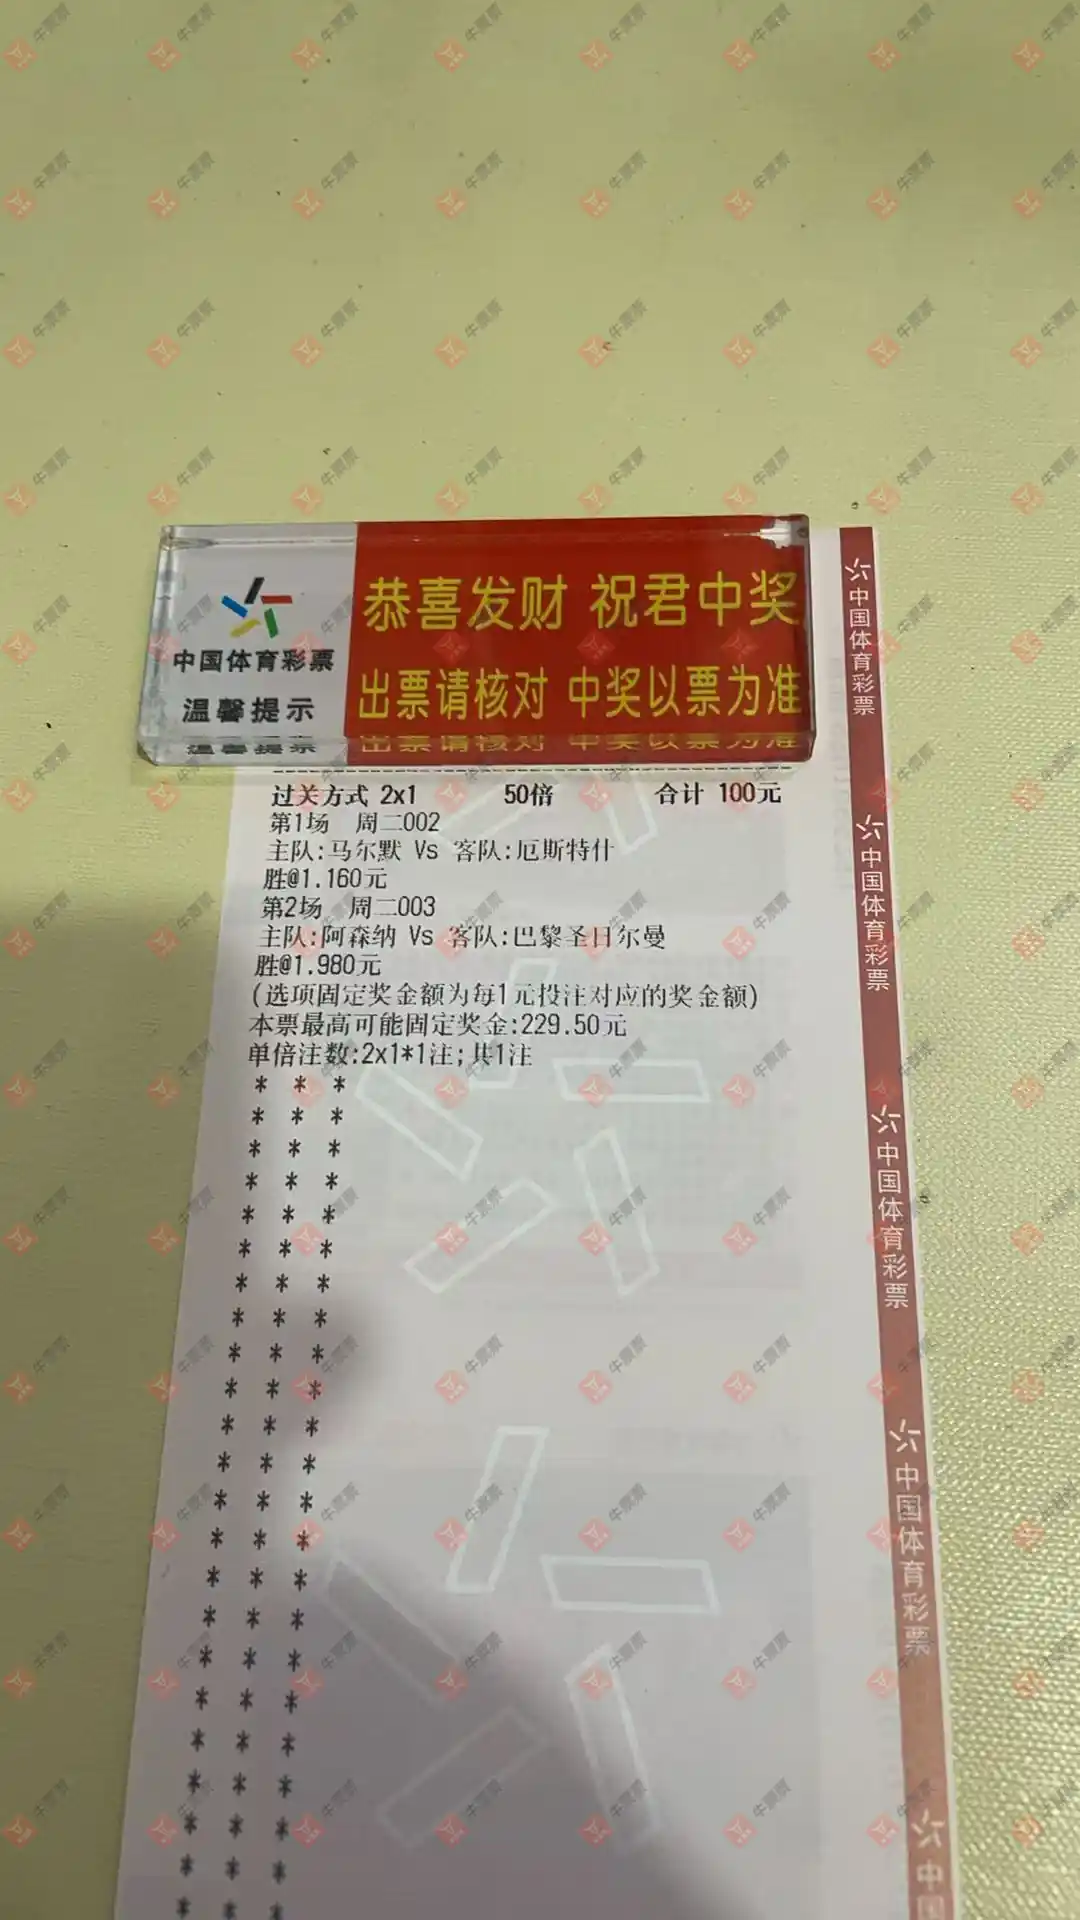 中国体育彩票
温馨提示
恭喜发财 祝君中奖
出票请核对 中奖以票为准
过关方式 2x1 50倍 合计 100元
第1场 周二002
主队:马尔默 Vs 客队:厄斯特什
胜@1.160元
第2场 周二003
主队:阿森纳 Vs 客队:巴黎圣日尔曼
胜@1.980元
(选项固定奖金额为每1元投注对应的奖金额)
本票最高可能固定奖金:229.50元
单倍注数:2x1*1注;共1注
中国体育彩票
中国体育彩票
中国体育彩票
中国体育彩票
中国